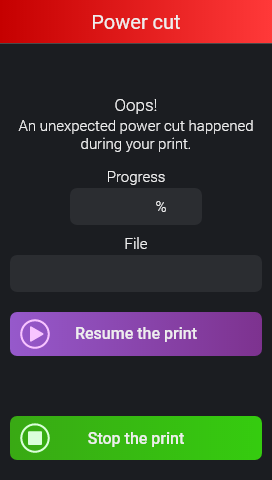 Power cut
Oops!
An unexpected power cut happened
during your print.
Progress
%
File
Resume the print
Stop the print